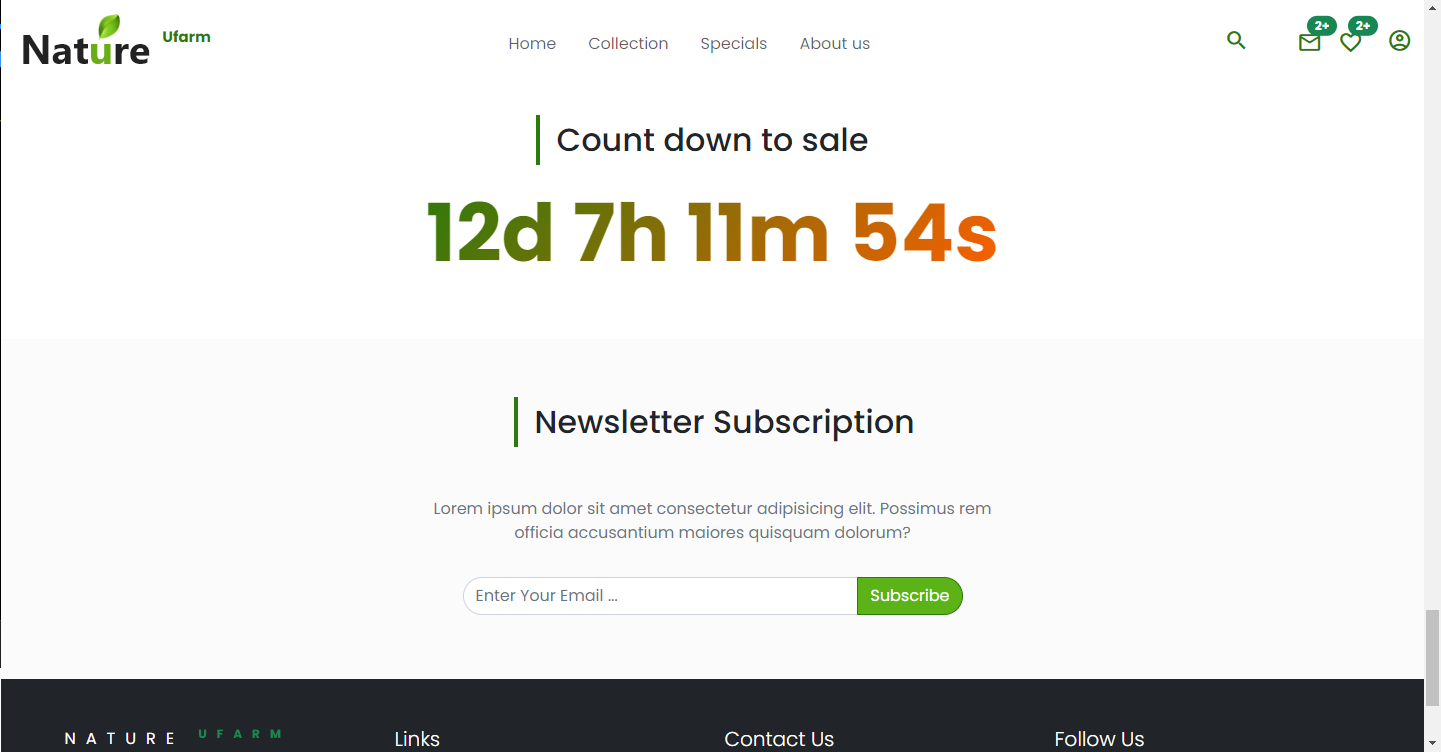 Nature Ufarm
Home Collection Specials About us
2+ 2+
Count down to sale
12d 7h 11m 54s
Newsletter Subscription
Lorem ipsum dolor sit amet consectetur adipisicing elit. Possimus rem
officia accusantium maiores quisquam dolorum?
Enter Your Email ... Subscribe
NATURE UFARM Links Contact Us Follow Us